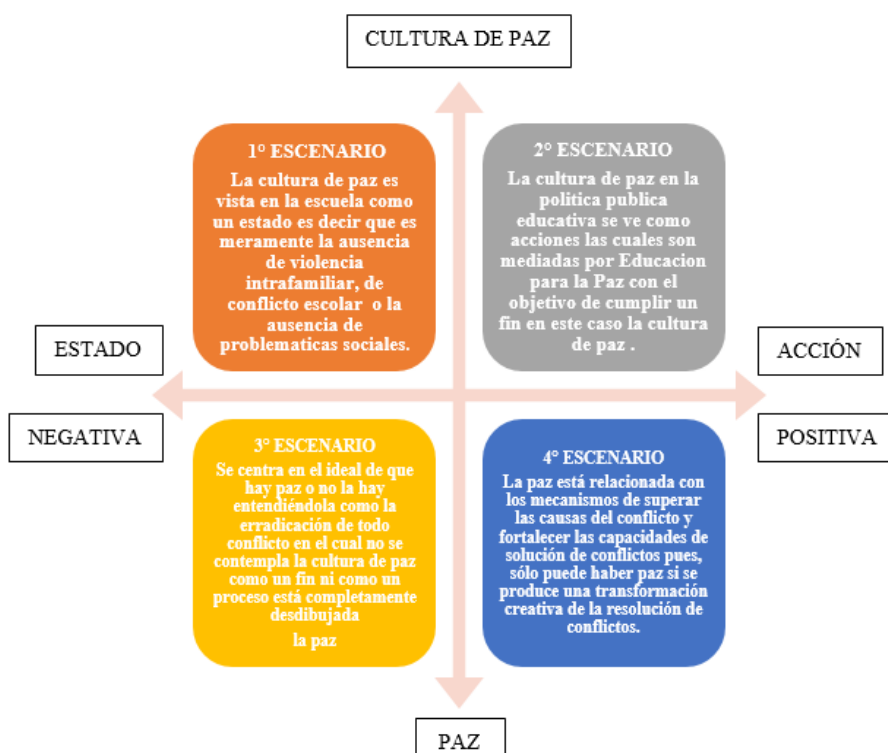 CULTURA DE PAZ
1° ESCENARIO
La cultura de paz es
vista en la escuela como
un estado es decir que es
meramente la ausencia
de violencia
intrafamiliar, de
conflicto escolar o la
ausencia de
problematicas sociales.
2° ESCENARIO
La cultura de paz en la
politica publica
educativa se ve como
acciones las cuales son
mediadas por Educacion
para la Paz con el
objetivo de cumplir un
fin en este caso la cultura
de paz .
ESTADO
ACCIÓN
NEGATIVA
POSITIVA
3° ESCENARIO
Se centra en el ideal de que
hay paz o no la hay
entendiéndola como la
erradicación de todo
conflicto en el cual no se
contempla la cultura de paz
como un fin ni como un
proceso está completamente
desdibujada
la paz
4° ESCENARIO
La paz está relacionada con
los mecanismos de superar
las causas del conflicto y
fortalecer las capacidades de
solución de conflictos pues,
sólo puede haber paz si se
produce una transformación
creativa de la resolución de
conflictos.
PAZ